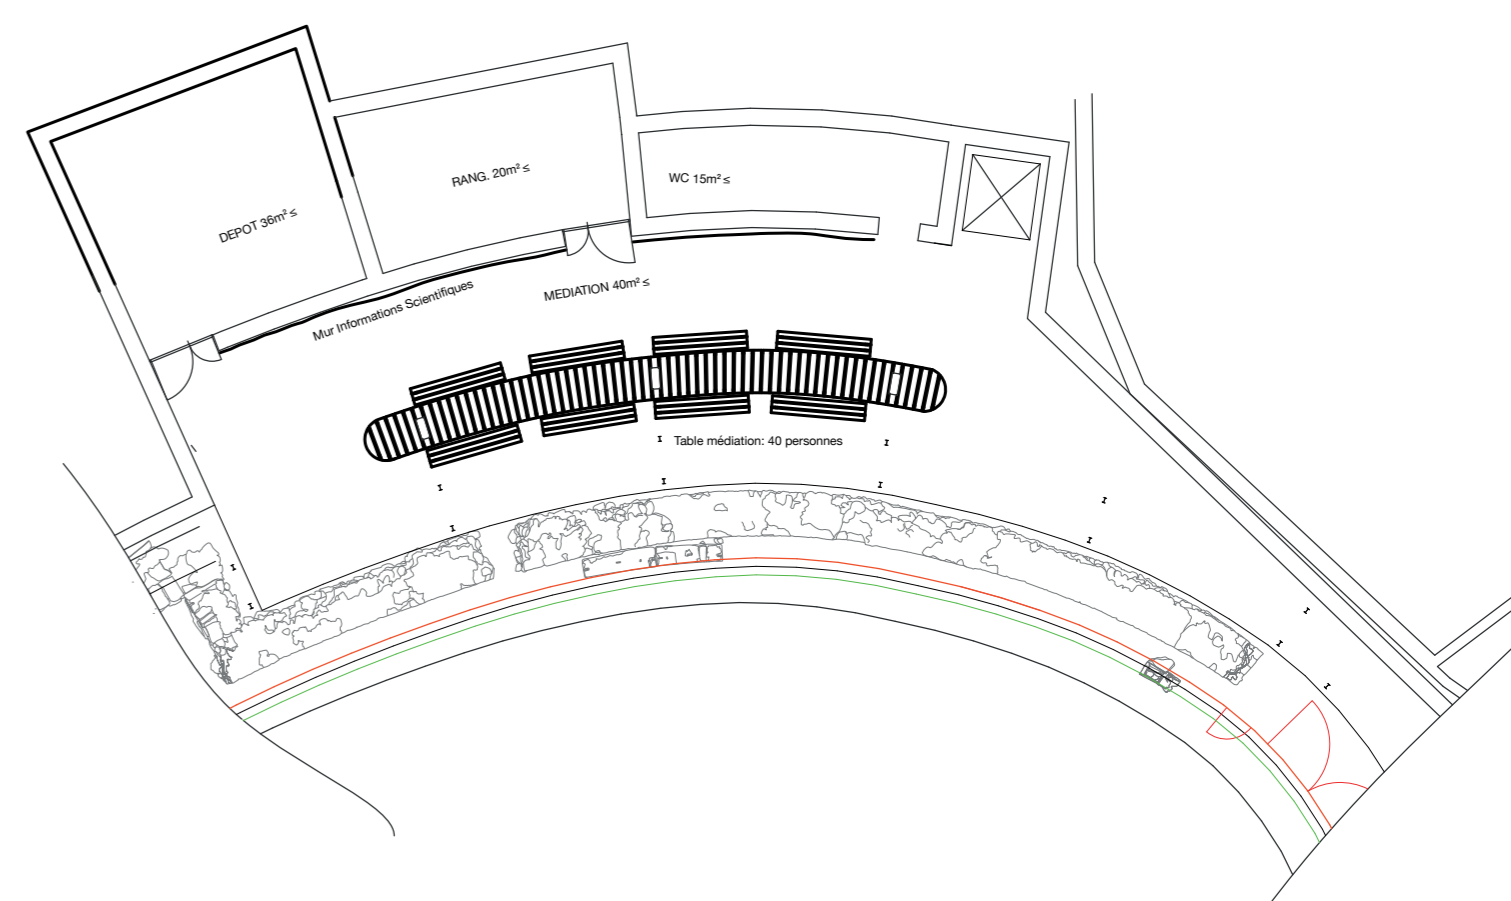 DEPOT 36m² ≤
RANG. 20m² ≤
WC 15m² ≤
Mur Informations Scientifiques
MEDIATION 40m² ≤
Table médiation: 40 personnes